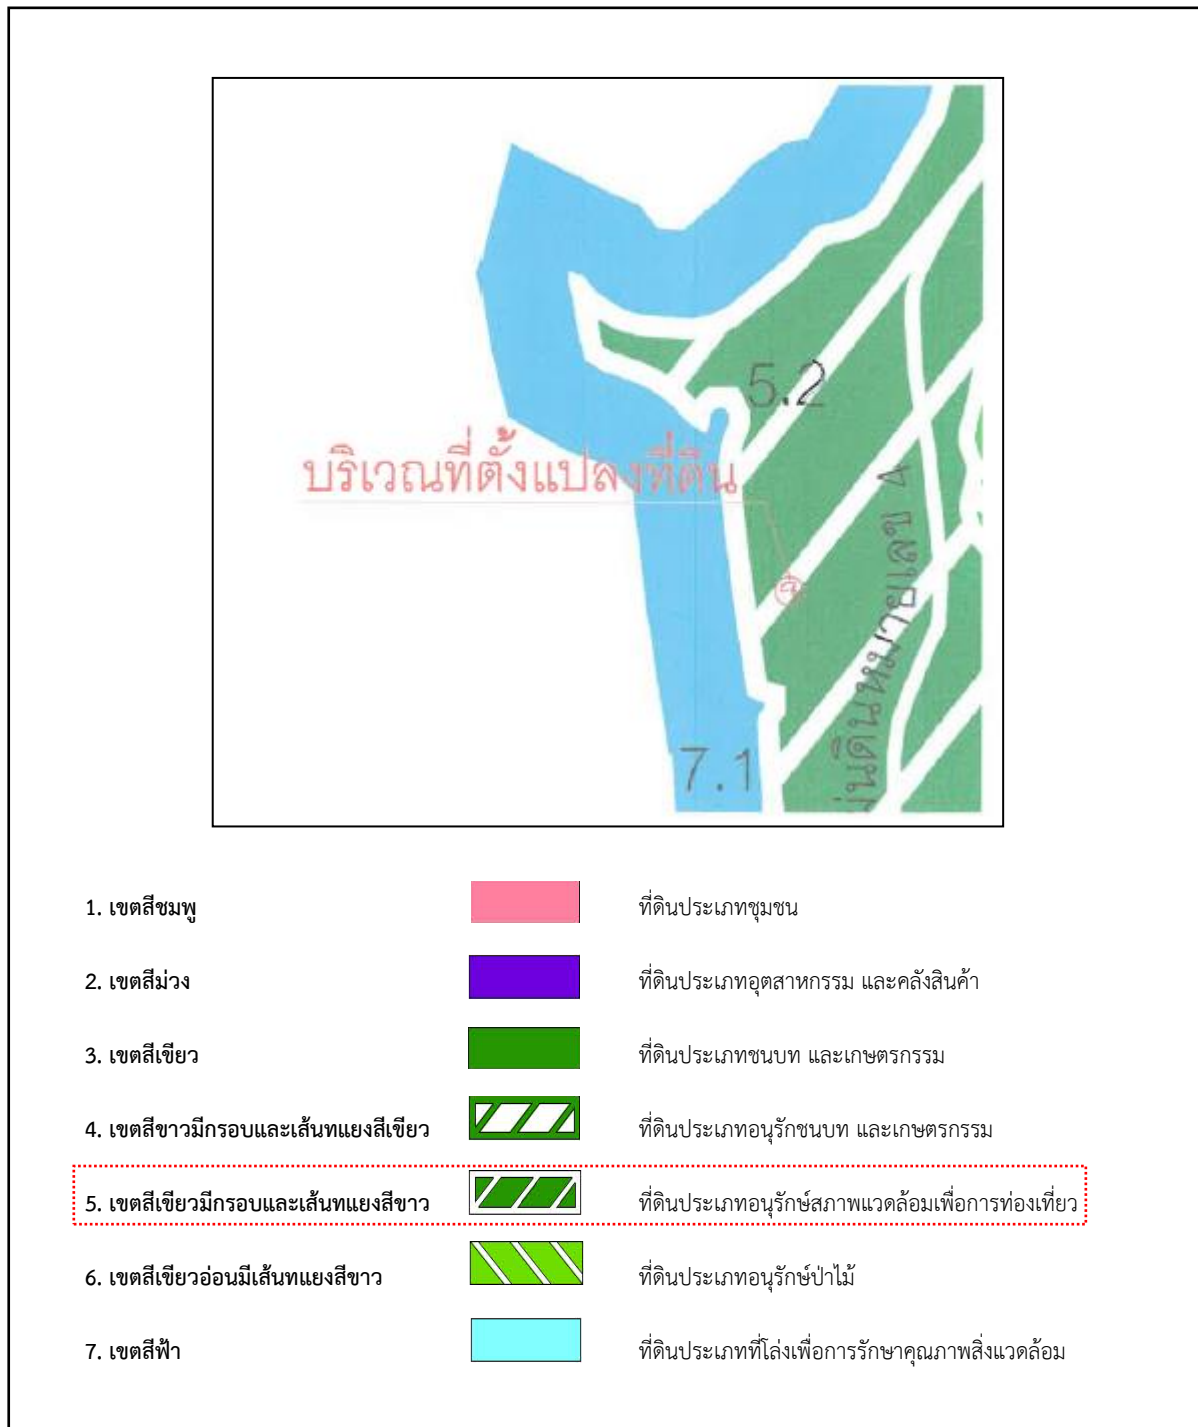 5.2
บริเวณที่ตั้งแปลงที่ดิน
นดินหมายเลข 4
7.1
1. เขตสีชมพู ที่ดินประเภทชุมชน
2. เขตสีม่วง ที่ดินประเภทอุตสาหกรรม และคลังสินค้า
3. เขตสีเขียว ที่ดินประเภทชนบท และเกษตรกรรม
4. เขตสีขาวมีกรอบและเส้นทแยงสีเขียว ที่ดินประเภทอนุรักชนบท และเกษตรกรรม
5. เขตสีเขียวมีกรอบและเส้นทแยงสีขาว ที่ดินประเภทอนุรักษ์สภาพแวดล้อมเพื่อการท่องเที่ยว
6. เขตสีเขียวอ่อนมีเส้นทแยงสีขาว ที่ดินประเภทอนุรักษ์ป่าไม้
7. เขตสีฟ้า ที่ดินประเภทที่โล่งเพื่อการรักษาคุณภาพสิ่งแวดล้อม